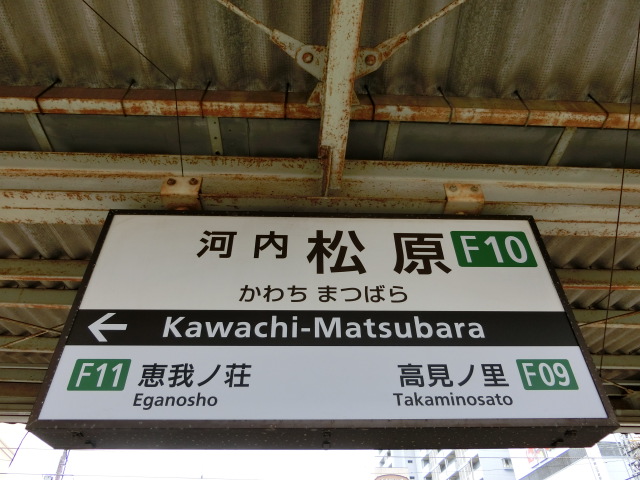 河内松原 F10
かわち まつばら
← Kawachi-Matsubara
F11 恵我ノ荘 高見ノ里 F09
Eganosho Takaminosato